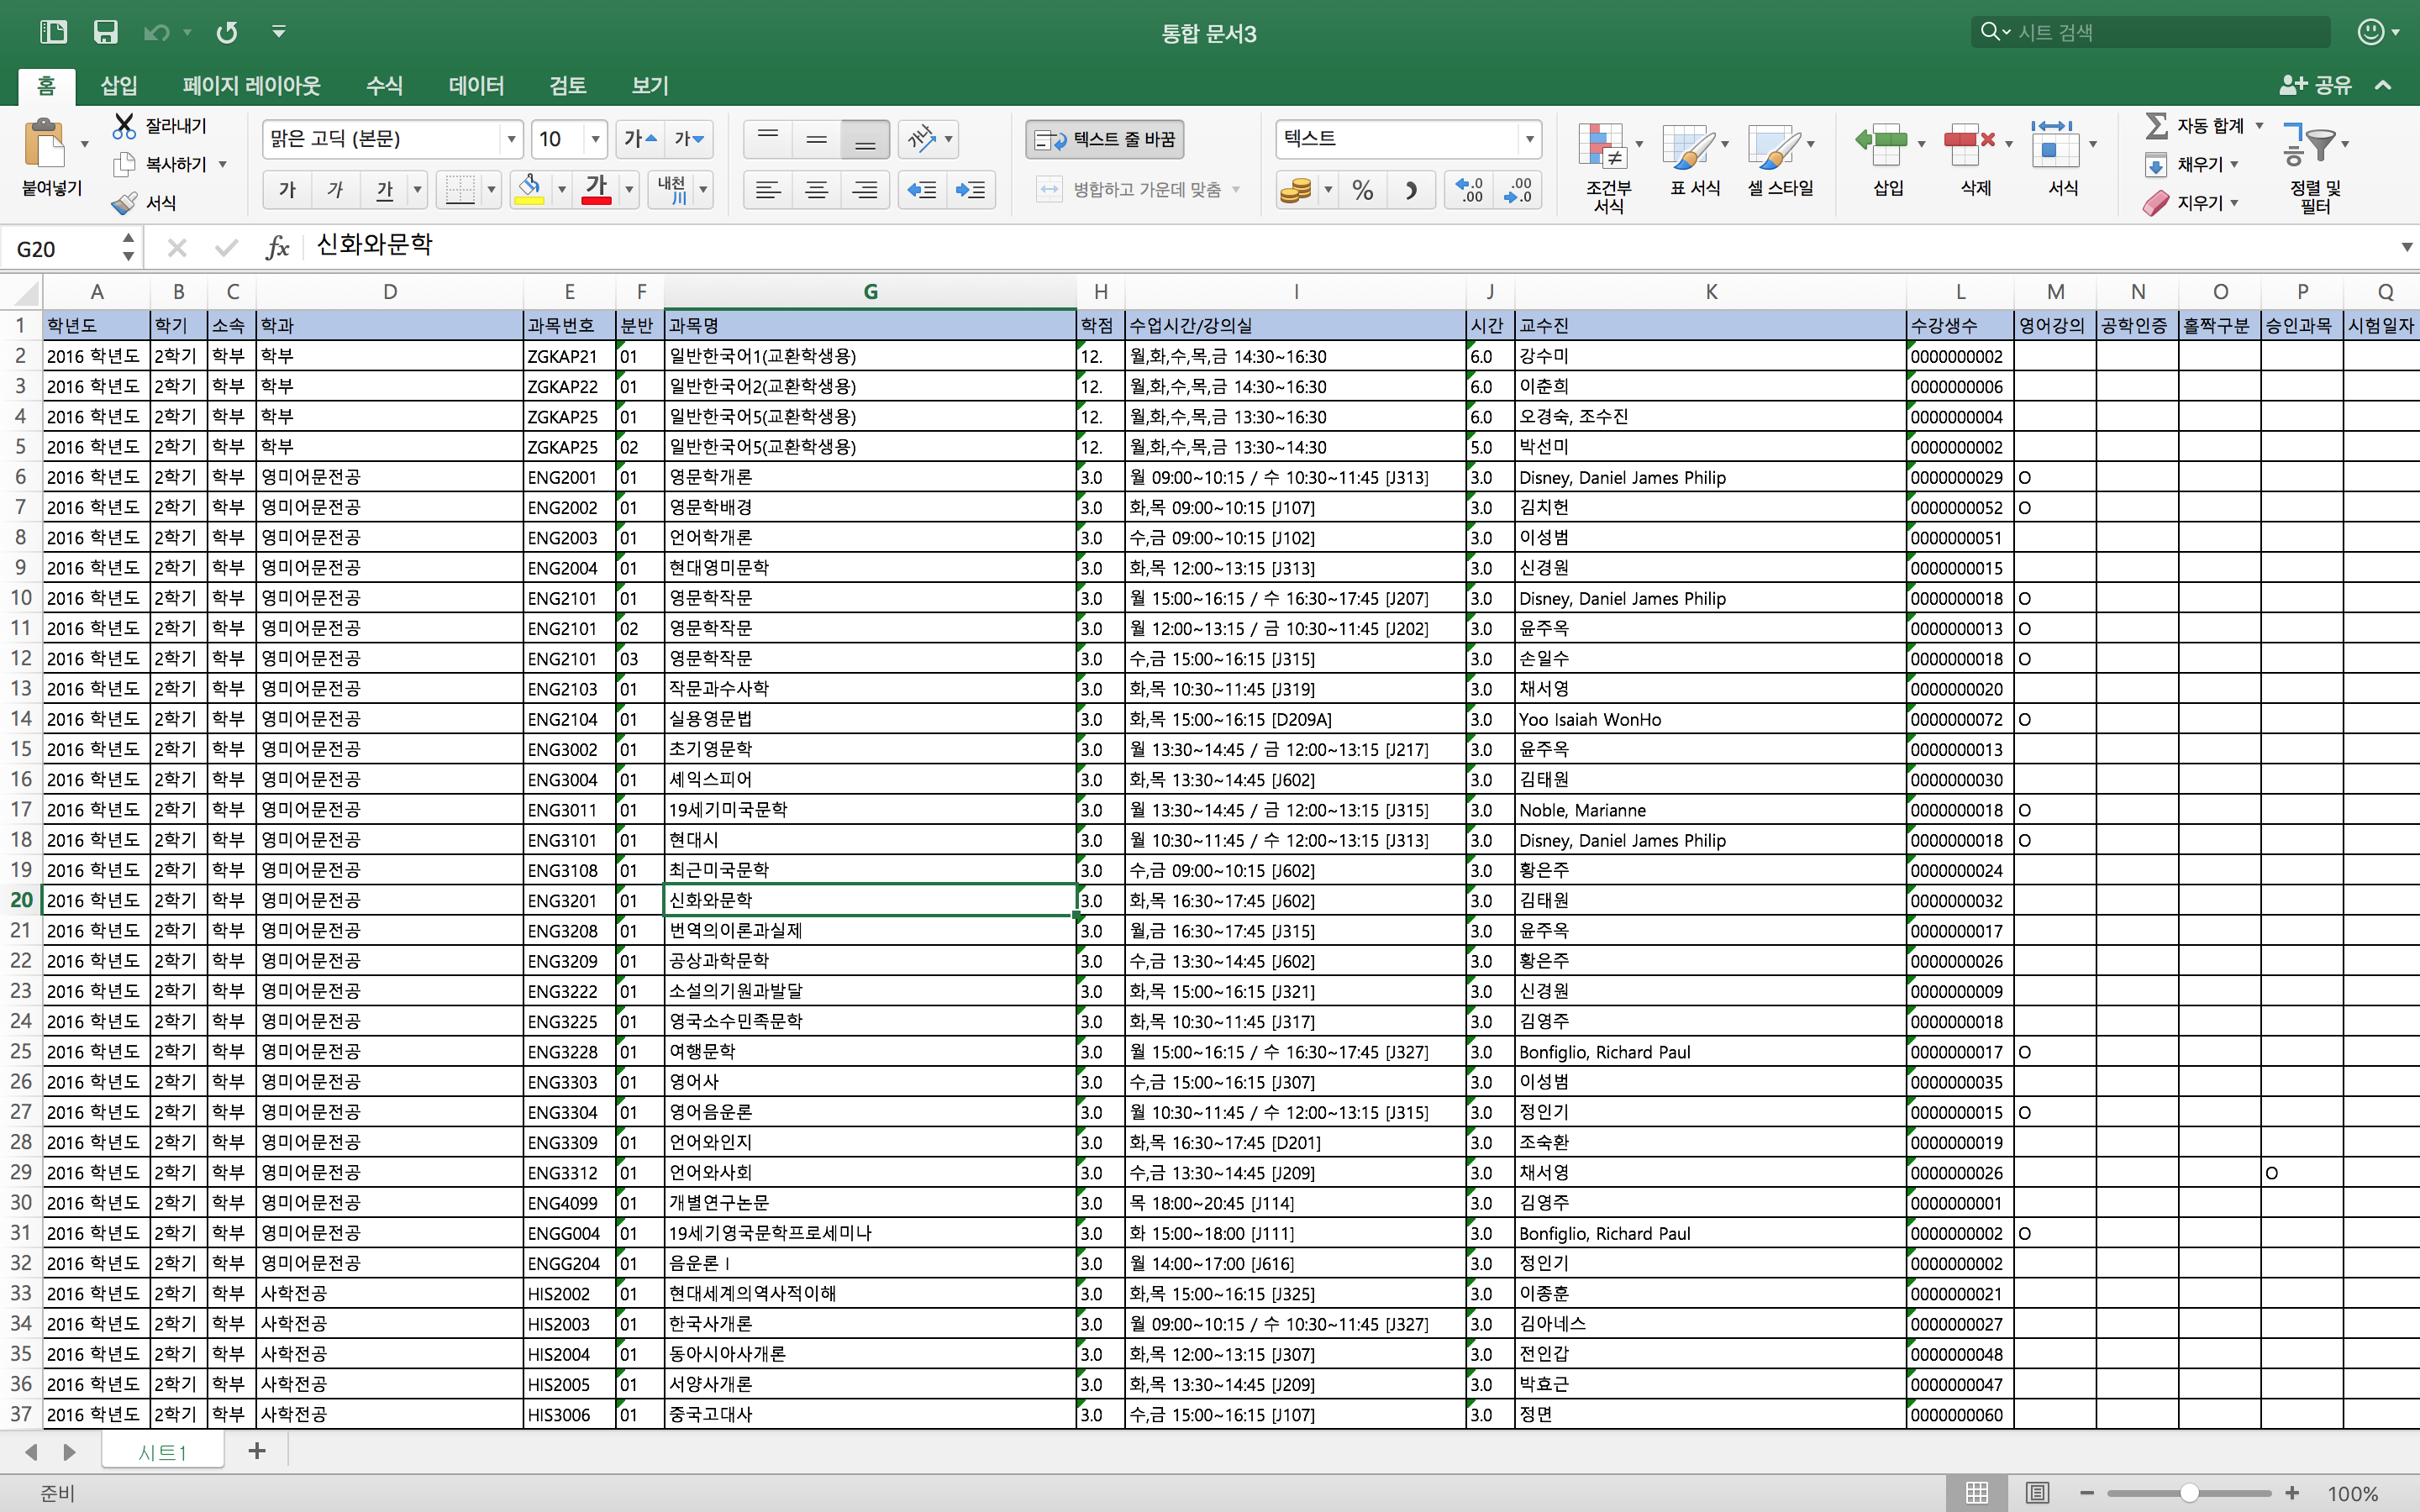 통합 문서3
시트 검색
홈 삽입 페이지 레이아웃 수식 데이터 검토 보기 공유
붙여넣기 잘라내기 복사하기 서식
맑은 고딕 (본문) 10 가 가
가 가 간 가 내천 川
텍스트 줄 바꿈
병합하고 가운데 맞춤
텍스트
% .0 .00 .00 .0
조건부 서식 표 서식 셀 스타일 삽입 삭제 서식
자동 합계 채우기 지우기 정렬 및 필터
G20 fx 신화와문학
A B C D E F G H I J K L M N O P Q
1 학년도 학기 소속 학과 과목번호 분반 과목명 학점 수업시간/강의실 시간 교수진 수강생수 영어강의 공학인증 홀짝구분 승인과목 시험일자
2 2016 학년도 2학기 학부 학부 ZGKAP21 01 일반한국어1(교환학생용) 12. 월,화,수,목,금 14:30~16:30 6.0 강수미 0000000002
3 2016 학년도 2학기 학부 학부 ZGKAP22 01 일반한국어2(교환학생용) 12. 월,화,수,목,금 14:30~16:30 6.0 이춘희 0000000006
4 2016 학년도 2학기 학부 학부 ZGKAP25 01 일반한국어5(교환학생용) 12. 월,화,수,목,금 13:30~16:30 6.0 오경숙, 조수진 0000000004
5 2016 학년도 2학기 학부 학부 ZGKAP25 02 일반한국어5(교환학생용) 12. 월,화,수,목,금 13:30~14:30 5.0 박선미 0000000002
6 2016 학년도 2학기 학부 영미어문전공 ENG2001 01 영문학개론 3.0 월 09:00~10:15 / 수 10:30~11:45 [J313] 3.0 Disney, Daniel James Philip 0000000029 O
7 2016 학년도 2학기 학부 영미어문전공 ENG2002 01 영문학배경 3.0 화,목 09:00~10:15 [J107] 3.0 김치헌 0000000052 O
8 2016 학년도 2학기 학부 영미어문전공 ENG2003 01 언어학개론 3.0 수,금 09:00~10:15 [J102] 3.0 이성범 0000000051
9 2016 학년도 2학기 학부 영미어문전공 ENG2004 01 현대영미문학 3.0 화,목 12:00~13:15 [J313] 3.0 신경원 0000000015
10 2016 학년도 2학기 학부 영미어문전공 ENG2101 01 영문학작문 3.0 월 15:00~16:15 / 수 16:30~17:45 [J207] 3.0 Disney, Daniel James Philip 0000000018 O
11 2016 학년도 2학기 학부 영미어문전공 ENG2101 02 영문학작문 3.0 월 12:00~13:15 / 금 10:30~11:45 [J202] 3.0 윤주옥 0000000013 O
12 2016 학년도 2학기 학부 영미어문전공 ENG2101 03 영문학작문 3.0 수,금 15:00~16:15 [J315] 3.0 손일수 0000000018 O
13 2016 학년도 2학기 학부 영미어문전공 ENG2103 01 작문과수사학 3.0 화,목 10:30~11:45 [J319] 3.0 채서영 0000000020
14 2016 학년도 2학기 학부 영미어문전공 ENG2104 01 실용영문법 3.0 화,목 15:00~16:15 [D209A] 3.0 Yoo Isaiah WonHo 0000000072 O
15 2016 학년도 2학기 학부 영미어문전공 ENG3002 01 초기영문학 3.0 월 13:30~14:45 / 금 12:00~13:15 [J217] 3.0 윤주옥 0000000013
16 2016 학년도 2학기 학부 영미어문전공 ENG3004 01 셰익스피어 3.0 화,목 13:30~14:45 [J602] 3.0 김태원 0000000030
17 2016 학년도 2학기 학부 영미어문전공 ENG3011 01 19세기미국문학 3.0 월 13:30~14:45 / 금 12:00~13:15 [J315] 3.0 Noble, Marianne 0000000018 O
18 2016 학년도 2학기 학부 영미어문전공 ENG3101 01 현대시 3.0 월 10:30~11:45 / 수 12:00~13:15 [J313] 3.0 Disney, Daniel James Philip 0000000018 O
19 2016 학년도 2학기 학부 영미어문전공 ENG3108 01 최근미국문학 3.0 수,금 09:00~10:15 [J602] 3.0 황은주 0000000024
20 2016 학년도 2학기 학부 영미어문전공 ENG3201 01 신화와문학 3.0 화,목 16:30~17:45 [J602] 3.0 김태원 0000000032
21 2016 학년도 2학기 학부 영미어문전공 ENG3208 01 번역의이론과실제 3.0 월,금 16:30~17:45 [J315] 3.0 윤주옥 0000000017
22 2016 학년도 2학기 학부 영미어문전공 ENG3209 01 공상과학문학 3.0 수,금 13:30~14:45 [J602] 3.0 황은주 0000000026
23 2016 학년도 2학기 학부 영미어문전공 ENG3222 01 소설의기원과발달 3.0 화,목 15:00~16:15 [J321] 3.0 신경원 0000000009
24 2016 학년도 2학기 학부 영미어문전공 ENG3225 01 영국소수민족문학 3.0 화,목 10:30~11:45 [J317] 3.0 김영주 0000000018
25 2016 학년도 2학기 학부 영미어문전공 ENG3228 01 여행문학 3.0 월 15:00~16:15 / 수 16:30~17:45 [J327] 3.0 Bonfiglio, Richard Paul 0000000017 O
26 2016 학년도 2학기 학부 영미어문전공 ENG3303 01 영어사 3.0 수,금 15:00~16:15 [J307] 3.0 이성범 0000000035
27 2016 학년도 2학기 학부 영미어문전공 ENG3304 01 영어음운론 3.0 월 10:30~11:45 / 수 12:00~13:15 [J315] 3.0 정인기 0000000015 O
28 2016 학년도 2학기 학부 영미어문전공 ENG3309 01 언어와인지 3.0 화,목 16:30~17:45 [D201] 3.0 조숙환 0000000019
29 2016 학년도 2학기 학부 영미어문전공 ENG3312 01 언어와사회 3.0 수,금 13:30~14:45 [J209] 3.0 채서영 0000000026 O
30 2016 학년도 2학기 학부 영미어문전공 ENG4099 01 개별연구논문 3.0 목 18:00~20:45 [J114] 3.0 김영주 0000000001
31 2016 학년도 2학기 학부 영미어문전공 ENGG004 01 19세기영국문학프로세미나 3.0 화 15:00~18:00 [J111] 3.0 Bonfiglio, Richard Paul 0000000002 O
32 2016 학년도 2학기 학부 영미어문전공 ENGG204 01 음운론 I 3.0 월 14:00~17:00 [J616] 3.0 정인기 0000000002
33 2016 학년도 2학기 학부 사학전공 HIS2002 01 현대세계의역사적이해 3.0 화,목 15:00~16:15 [J325] 3.0 이종훈 0000000021
34 2016 학년도 2학기 학부 사학전공 HIS2003 01 한국사개론 3.0 월 09:00~10:15 / 수 10:30~11:45 [J327] 3.0 김아네스 0000000027
35 2016 학년도 2학기 학부 사학전공 HIS2004 01 동아시아사개론 3.0 화,목 12:00~13:15 [J307] 3.0 전인갑 0000000048
36 2016 학년도 2학기 학부 사학전공 HIS2005 01 서양사개론 3.0 화,목 13:30~14:45 [J209] 3.0 박효근 0000000047
37 2016 학년도 2학기 학부 사학전공 HIS3006 01 중국고대사 3.0 수,금 15:00~16:15 [J107] 3.0 정면 0000000060
시트1
준비 100%